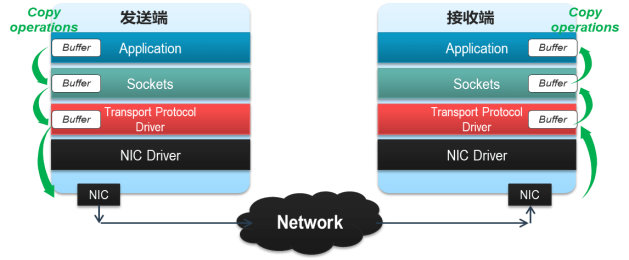 Copy
operations
发送端
Buffer
Application
Buffer
Sockets
Buffer
Transport Protocol
Driver
NIC Driver
NIC
Network
接收端
Copy
operations
Application
Buffer
Sockets
Buffer
Transport Protocol
Driver
Buffer
NIC Driver
NIC